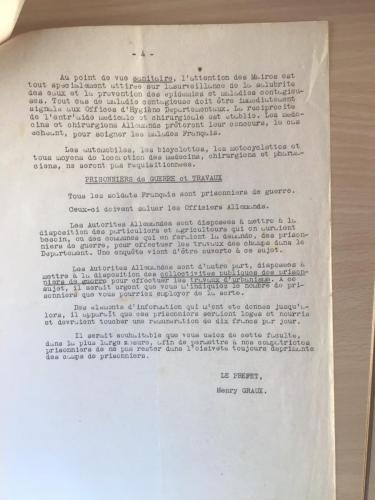 - 4 -
Au point de vue sanitaire, l'attention des Maires est
tout spécialement attirée sur la surveillance de la salubrité
des eaux et la prévention des épidémies et maladies contagieu-
ses. Tout cas de maladie contagieuse doit être immédiatement
signalé aux Offices d'Hygiène Départementaux. La réciprocité
de l'entr'aide médicale et chirurgicale est établie. Les méde-
cins et chirurgiens Allemands prêteront leur concours, le cas
échéant, pour soigner les malades Français.
Les automobiles, les bicyclettes, les motocyclettes et
tous moyens de locomotion des médecins, chirurgiens et pharma-
ciens, ne seront pas réquisitionnés.
PRISONNIERS de GUERRE et TRAVAUX
Tous les soldats Français sont prisonniers de guerre.
Ceux-ci doivent saluer les Officiers Allemands.
Les Autorités Allemandes sont disposées à mettre à la
disposition des particuliers et agriculteurs qui en auraient
besoin, ou des communes qui en feraient la demande, des prison-
niers de guerre, pour effectuer les travaux des champs dans le
Département. Une enquête vient d'être ouverte à ce sujet.
Les Autorités Allemandes sont d'autre part, disposées à
mettre à la disposition des collectivités publiques des prison-
niers de guerre pour effectuer les travaux d'urbanisme. A ce
sujet, il serait urgent que vous m'indiquiez le nombre de pri-
sonniers que vous pourriez employer de la sorte.
Des éléments d'information qui m'ont été donnés jusqu'a-
lors, il apparait que ces prisonniers seraient logés et nourris
et devraient toucher une rémunération de dix francs par jour.
Il serait souhaitable que vous usiez de cette faculté,
dans la plus large mesure, afin de permettre à nos compatriotes
prisonniers de ne pas rester dans l'oisiveté toujours déprimante
des camps de prisonniers.
LE PREFET,
Henry GRAUX.